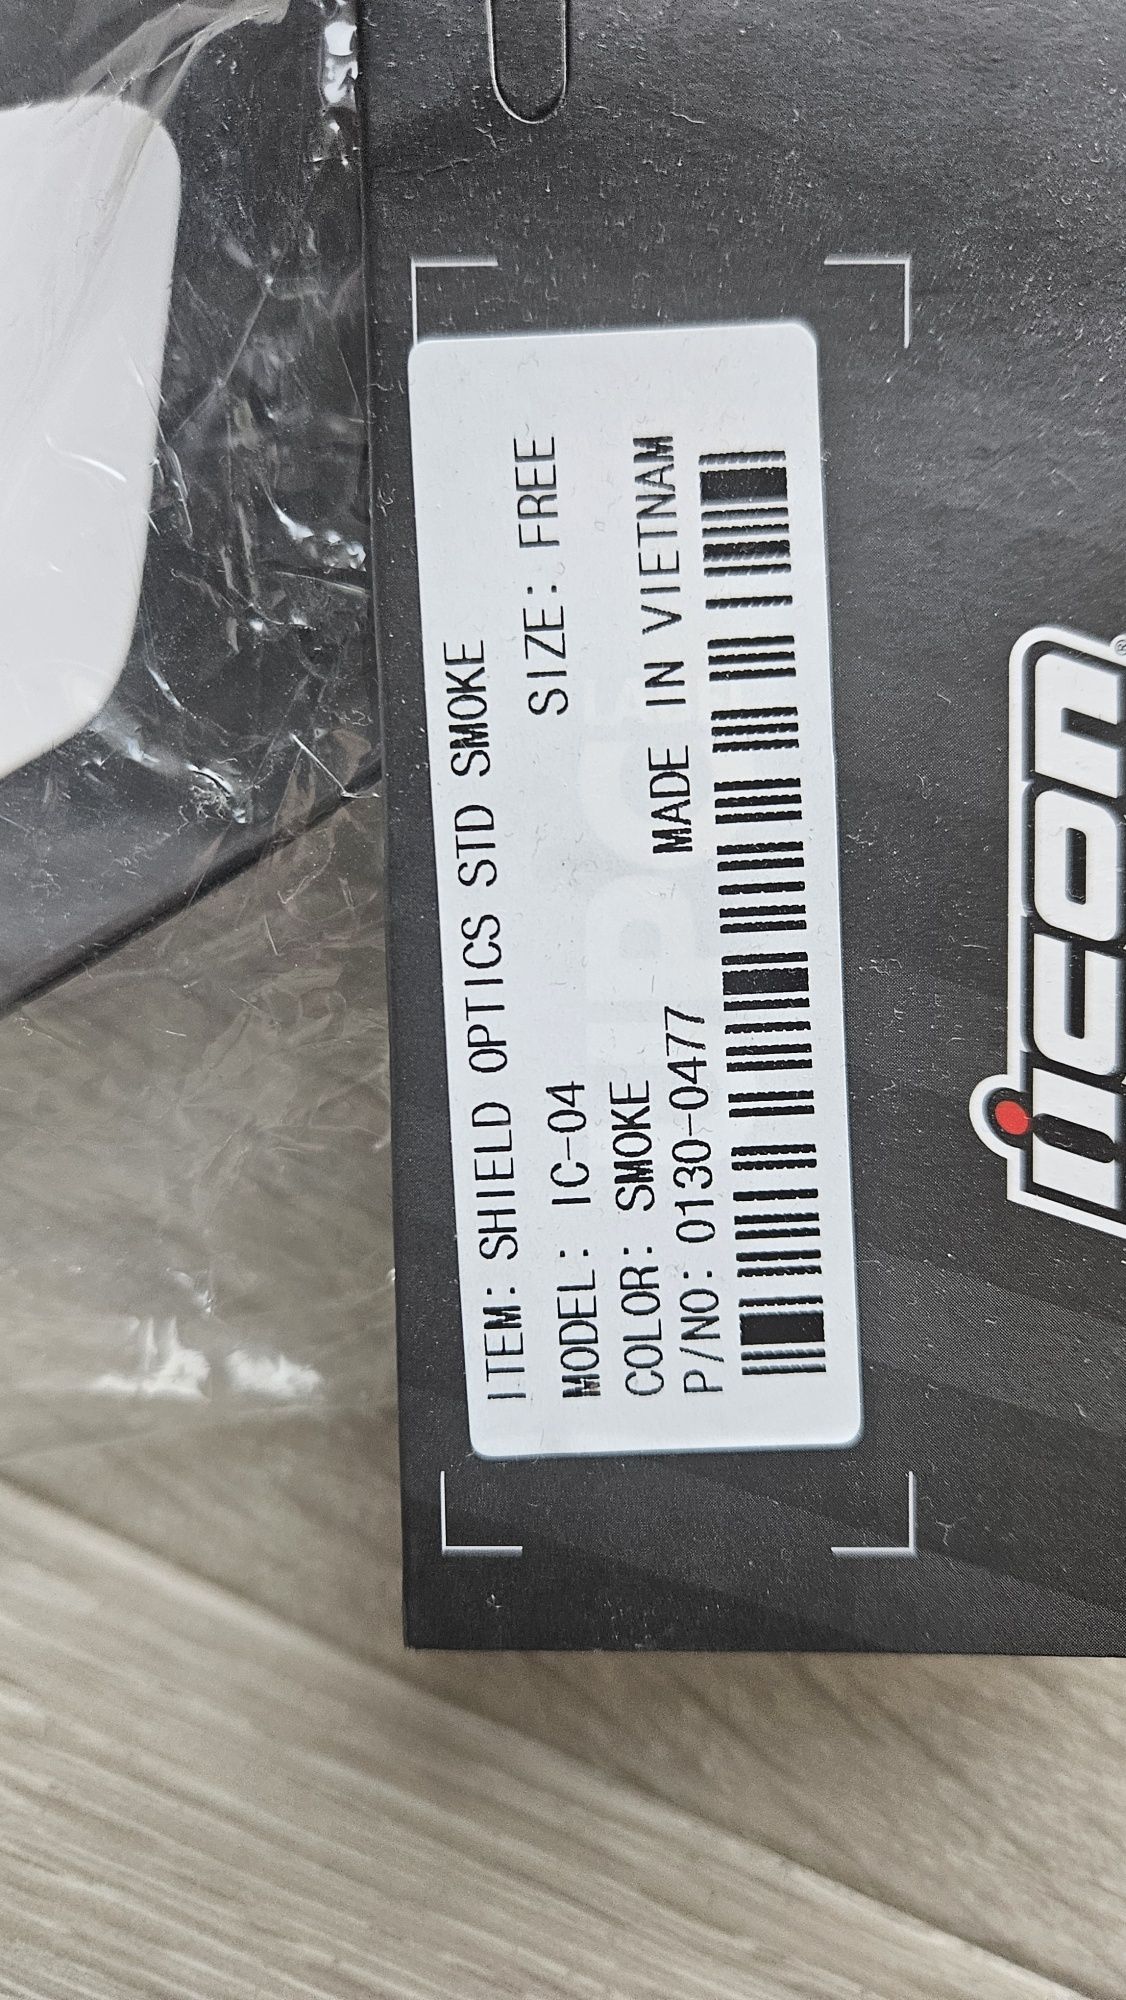 ITEM: SHIELD OPTICS STD SMOKE
MODEL: IC-04 SIZE: FREE
COLOR: SMOKE
P/NO: 0130-0477 MADE IN VIETNAM
icon®